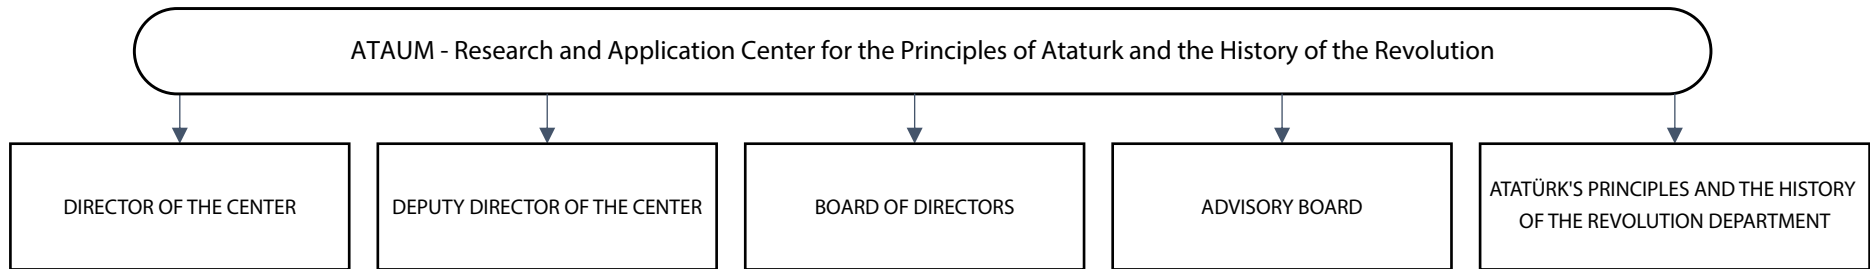 ATAUM - Research and Application Center for the Principles of Ataturk and the History of the Revolution
DIRECTOR OF THE CENTER
DEPUTY DIRECTOR OF THE CENTER
BOARD OF DIRECTORS
ADVISORY BOARD
ATATÜRK'S PRINCIPLES AND THE HISTORY
OF THE REVOLUTION DEPARTMENT